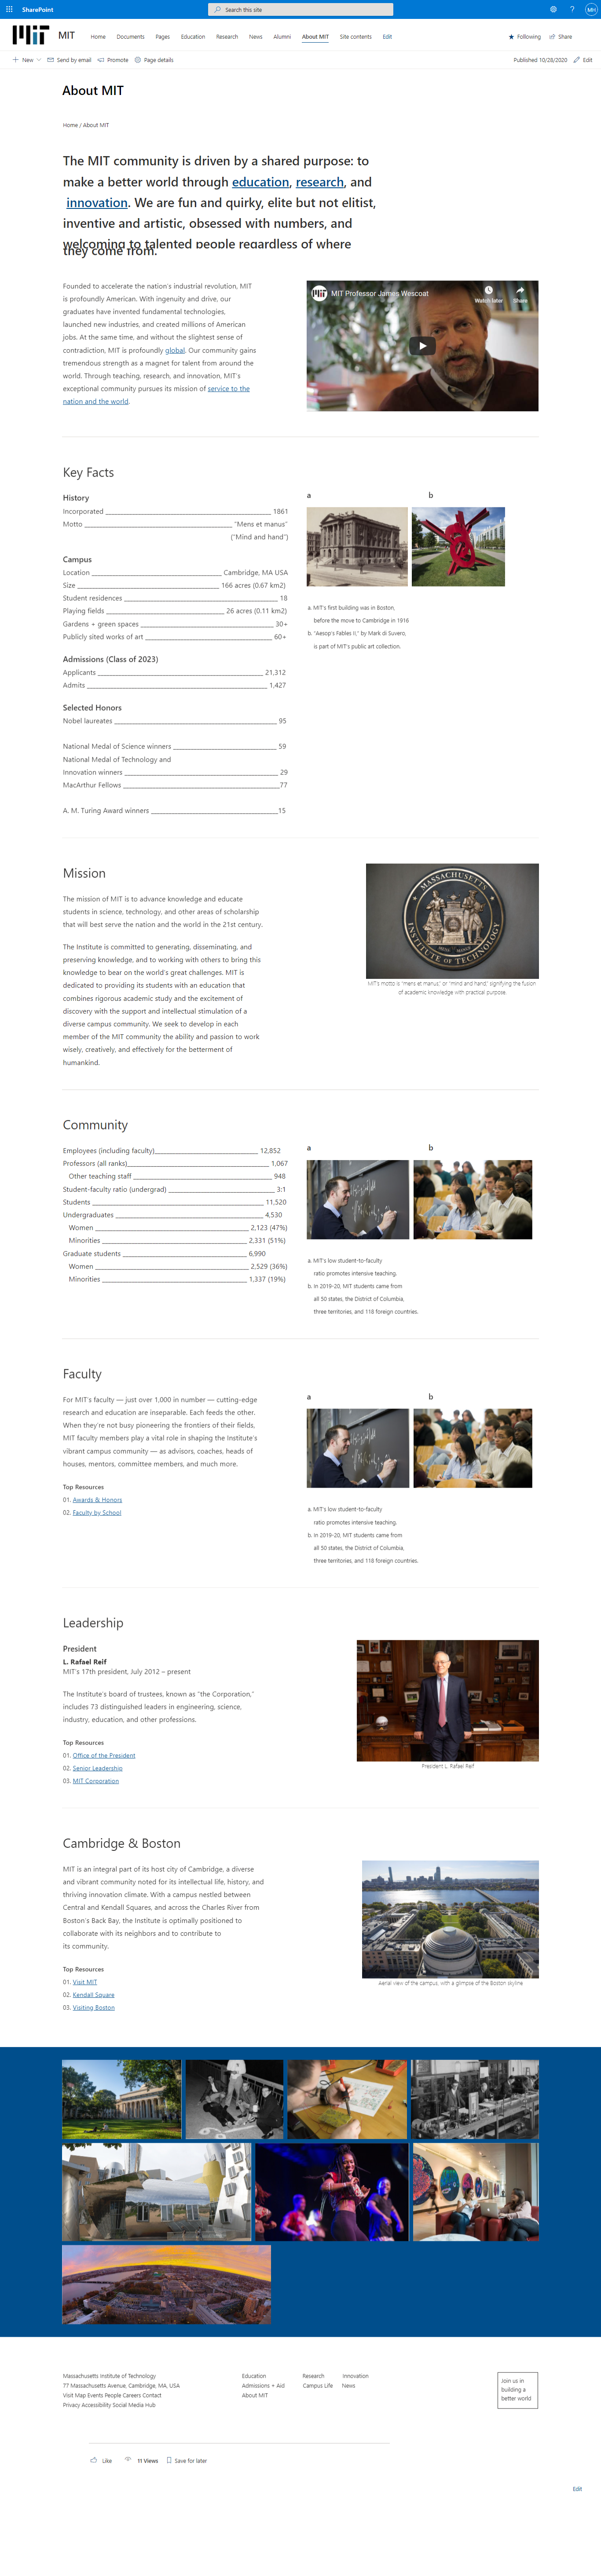 SharePoint
Search this site
?
MH
MIT
MIT
Home
Documents
Pages
Education
Research
News
Alumni
About MIT
Site contents
Edit
Following
Share
New
Send by email
Promote
Page details
Published 10/28/2020
Edit
About MIT
Home / About MIT
The MIT community is driven by a shared purpose: to
make a better world through education, research, and
innovation. We are fun and quirky, elite but not elitist,
inventive and artistic, obsessed with numbers, and
welcoming to talented people regardless of where
they come from.
Founded to accelerate the nation's industrial revolution, MIT
is profoundly American. With ingenuity and drive, our
graduates have invented fundamental technologies,
launched new industries, and created millions of American
jobs. At the same time, and without the slightest sense of
contradiction, MIT is profoundly global. Our community gains
tremendous strength as a magnet for talent from around the
world. Through teaching, research, and innovation, MIT's
exceptional community pursues its mission of service to the
nation and the world.
MIT Professor James Wescoat
Watch later
Share
Key Facts
History
Incorporated 1861
Motto "Mens et manus"
("Mind and hand")
Campus
Location Cambridge, MA USA
Size 166 acres (0.67 km2)
Student residences 18
Playing fields 26 acres (0.11 km2)
Gardens + green spaces 30+
Publicly sited works of art 60+
Admissions (Class of 2023)
Applicants 21,312
Admits 1,427
Selected Honors
Nobel laureates 95
National Medal of Science winners 59
National Medal of Technology and
Innovation winners 29
MacArthur Fellows 77
A. M. Turing Award winners 15
a
b
a. MIT's first building was in Boston,
before the move to Cambridge in 1916
b. "Aesop's Fables II," by Mark di Suvero,
is part of MIT's public art collection.
Mission
The mission of MIT is to advance knowledge and educate
students in science, technology, and other areas of scholarship
that will best serve the nation and the world in the 21st century.
The Institute is committed to generating, disseminating, and
preserving knowledge, and to working with others to bring this
knowledge to bear on the world's great challenges. MIT is
dedicated to providing its students with an education that
combines rigorous academic study and the excitement of
discovery with the support and intellectual stimulation of a
diverse campus community. We seek to develop in each
member of the MIT community the ability and passion to work
wisely, creatively, and effectively for the betterment of
humankind.
MASSACHUSETTS
INSTITUTE OF TECHNOLOGY
MIT's motto is "mens et manus," or "mind and hand," signifying the fusion
of academic knowledge with practical purpose.
Community
Employees (including faculty) 12,852
Professors (all ranks) 1,067
Other teaching staff 948
Student-faculty ratio (undergrad) 3:1
Students 11,520
Undergraduates 4,530
Women 2,123 (47%)
Minorities 2,331 (51%)
Graduate students 6,990
Women 2,529 (36%)
Minorities 1,337 (19%)
a
b
a. MIT's low student-to-faculty
ratio promotes intensive teaching.
b. In 2019-20, MIT students came from
all 50 states, the District of Columbia,
three territories, and 118 foreign countries.
Faculty
For MIT's faculty — just over 1,000 in number — cutting-edge
research and education are inseparable. Each feeds the other.
When they're not busy pioneering the frontiers of their fields,
MIT faculty members play a vital role in shaping the Institute's
vibrant campus community — as advisors, coaches, heads of
houses, mentors, committee members, and much more.
Top Resources
01. Awards & Honors
02. Faculty by School
a
b
a. MIT's low student-to-faculty
ratio promotes intensive teaching.
b. In 2019-20, MIT students came from
all 50 states, the District of Columbia,
three territories, and 118 foreign countries.
Leadership
President
L. Rafael Reif
MIT's 17th president, July 2012 – present
The Institute's board of trustees, known as "the Corporation,"
includes 73 distinguished leaders in engineering, science,
industry, education, and other professions.
Top Resources
01. Office of the President
02. Senior Leadership
03. MIT Corporation
President L. Rafael Reif
Cambridge & Boston
MIT is an integral part of its host city of Cambridge, a diverse
and vibrant community noted for its intellectual life, history, and
thriving innovation climate. With a campus nestled between
Central and Kendall Squares, and across the Charles River from
Boston's Back Bay, the Institute is optimally positioned to
collaborate with its neighbors and to contribute to
its community.
Top Resources
01. Visit MIT
02. Kendall Square
03. Visiting Boston
Aerial view of the campus, with a glimpse of the Boston skyline
Massachusetts Institute of Technology
77 Massachusetts Avenue, Cambridge, MA, USA
Visit Map Events People Careers Contact
Privacy Accessibility Social Media Hub
Education
Research
Innovation
Admissions + Aid
Campus Life
News
About MIT
Join us in
building a
better world
Like
11 Views
Save for later
Edit